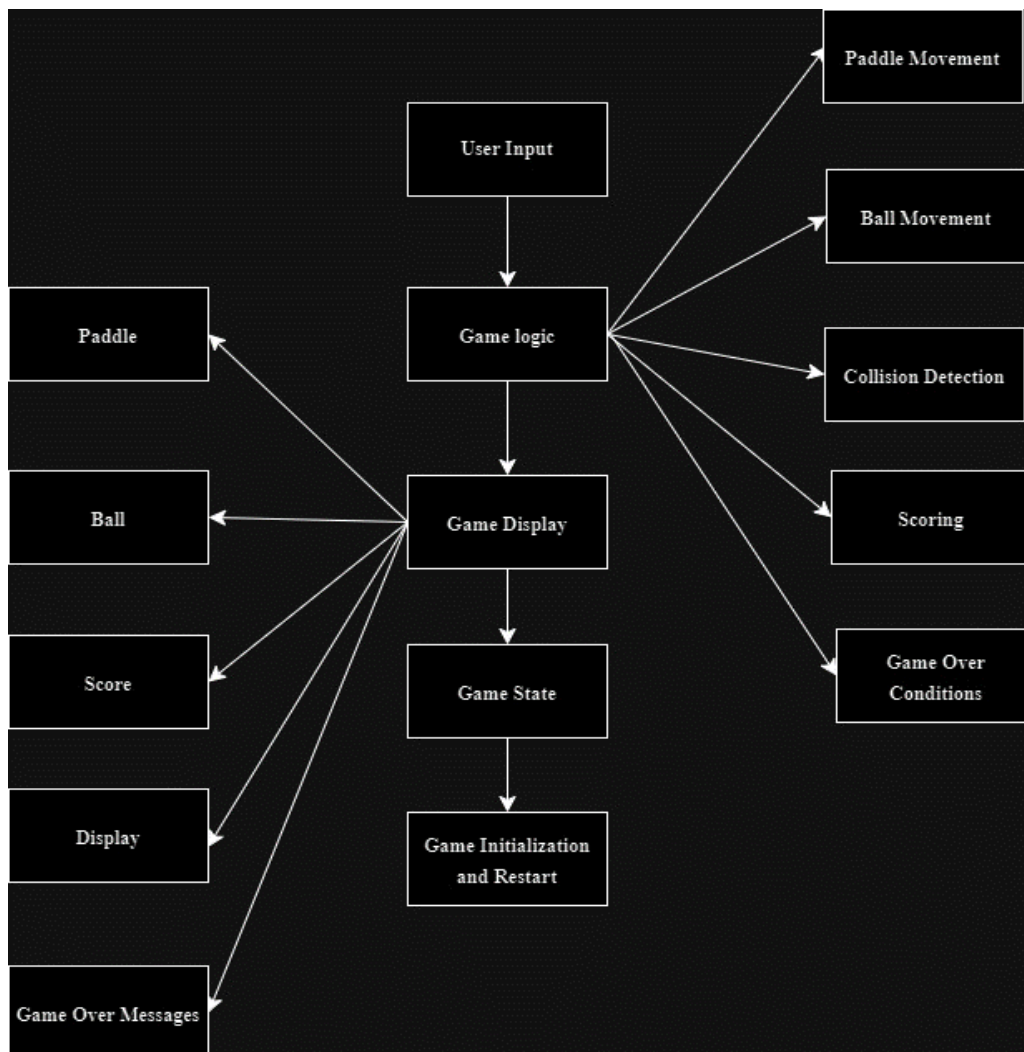 Paddle Movement
User Input
Ball Movement
Paddle
Game logic
Collision Detection
Ball
Game Display
Scoring
Score
Game State
Game Over
Conditions
Display
Game Initialization
and Restart
Game Over Messages